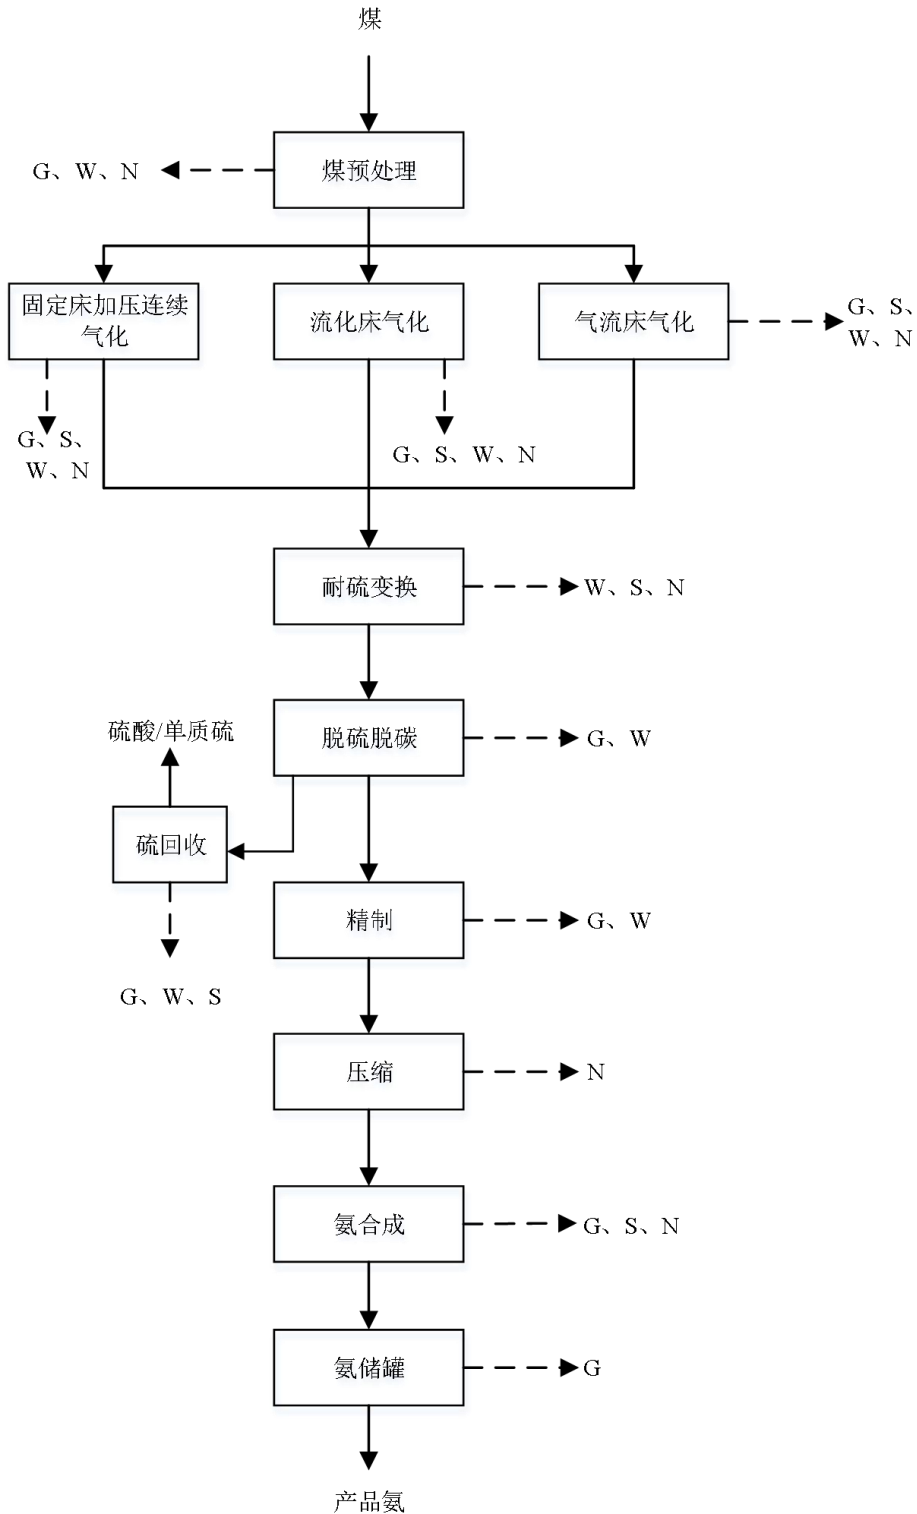 煤
煤预处理
G、W、N
固定床加压连续
气化
流化床气化
气流床气化
G、S、
W、N
G、S、
W、N
G、S、W、N
耐硫变换
W、S、N
硫酸/单质硫
脱硫脱碳
G、W
硫回收
精制
G、W
G、W、S
压缩
N
氨合成
G、S、N
氨储罐
G
产品氨